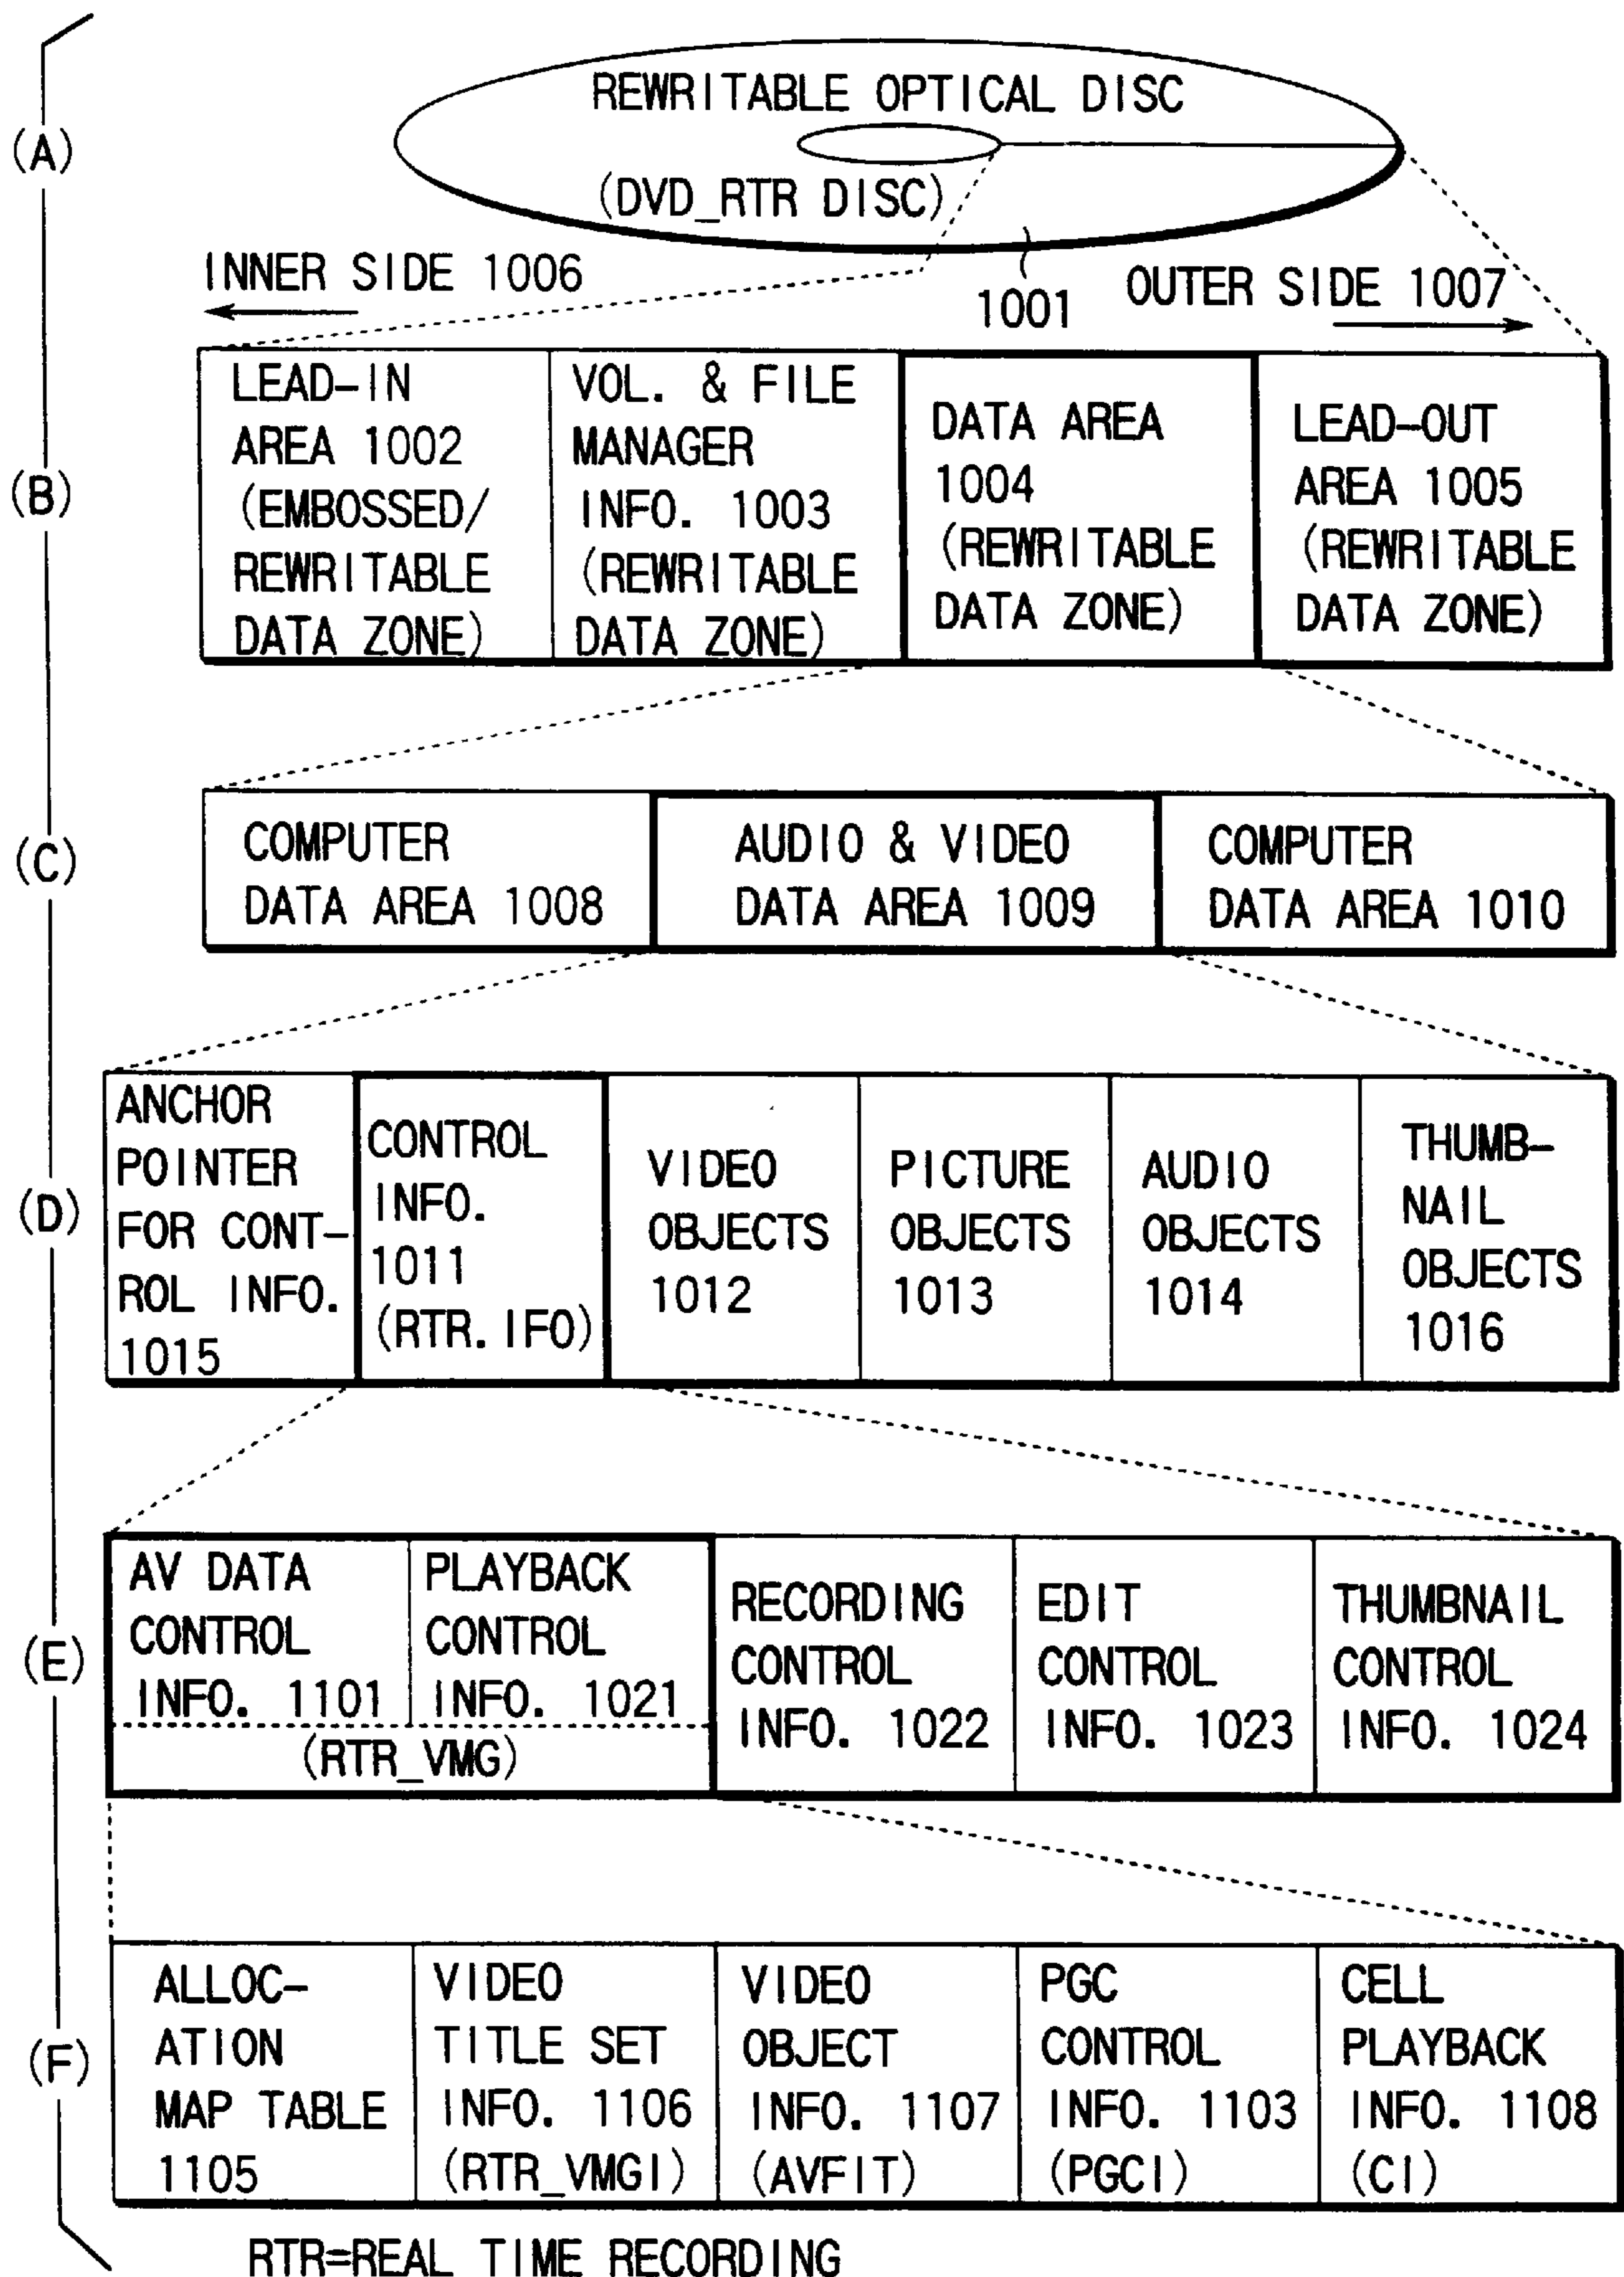 (A)
REWRITABLE OPTICAL DISC
(DVD_RTR DISC)
INNER SIDE 1006
1001
OUTER SIDE 1007
(B)
LEAD-IN
AREA 1002
(EMBOSSED/
REWRITABLE
DATA ZONE)
VOL. & FILE
MANAGER
INFO. 1003
(REWRITABLE
DATA ZONE)
DATA AREA
1004
(REWRITABLE
DATA ZONE)
LEAD-OUT
AREA 1005
(REWRITABLE
DATA ZONE)
(C)
COMPUTER
DATA AREA 1008
AUDIO & VIDEO
DATA AREA 1009
COMPUTER
DATA AREA 1010
(D)
ANCHOR
POINTER
FOR CONT-
ROL INFO.
1015
CONTROL
INFO.
1011
(RTR.IFO)
VIDEO
OBJECTS
1012
PICTURE
OBJECTS
1013
AUDIO
OBJECTS
1014
THUMB-
NAIL
OBJECTS
1016
(E)
AV DATA
CONTROL
INFO. 1101
PLAYBACK
CONTROL
INFO. 1021
(RTR_VMG)
RECORDING
CONTROL
INFO. 1022
EDIT
CONTROL
INFO. 1023
THUMBNAIL
CONTROL
INFO. 1024
(F)
ALLOC-
ATION
MAP TABLE
1105
VIDEO
TITLE SET
INFO. 1106
(RTR_VMGI)
VIDEO
OBJECT
INFO. 1107
(AVFIT)
PGC
CONTROL
INFO. 1103
(PGCI)
CELL
PLAYBACK
INFO. 1108
(CI)
RTR=REAL TIME RECORDING